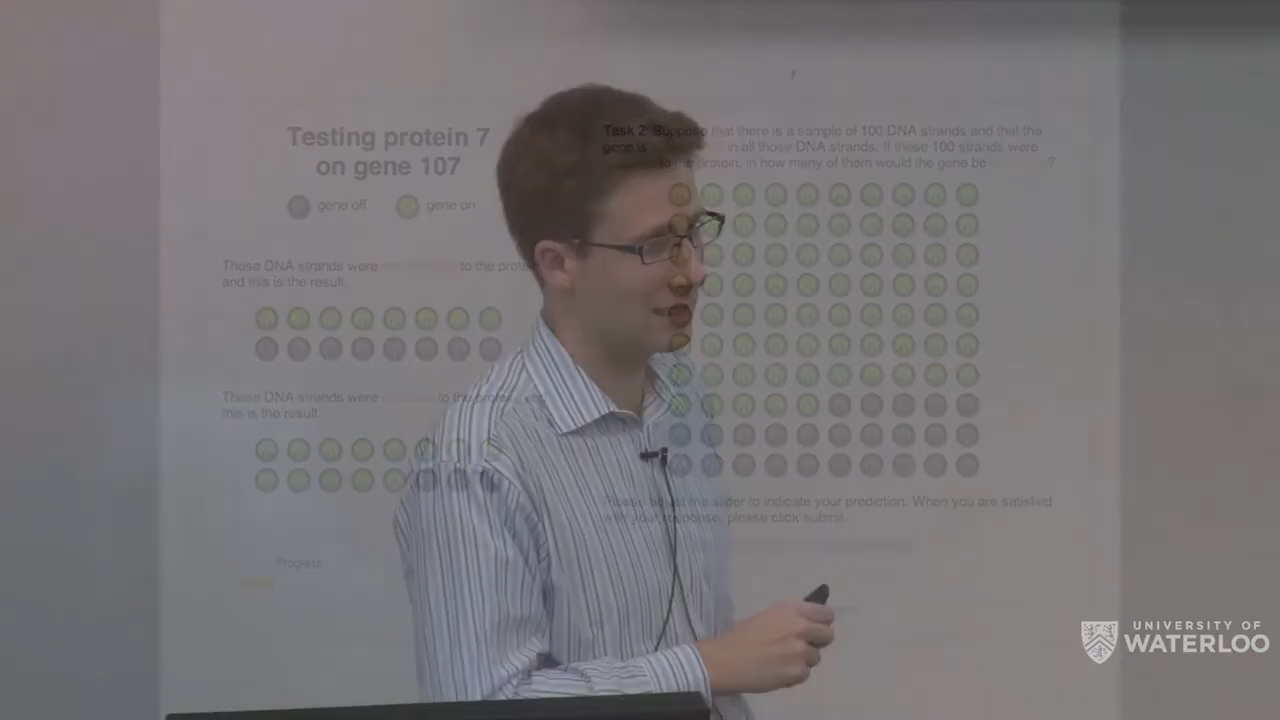 Testing protein 7
on gene 107
gene off gene on
These DNA strands were to the
and this is the result.
These DNA strands were to the
this is the result.
Progress
Task 2: Suppose that there is a sample of 100 DNA strands and that the
gene is in all those DNA strands. If these 100 strands were
to the protein, in how many of them would the gene be ?
Please adjust the slider to indicate your prediction. When you are satisfied
with your response, please click submit.
UNIVERSITY OF
WATERLOO